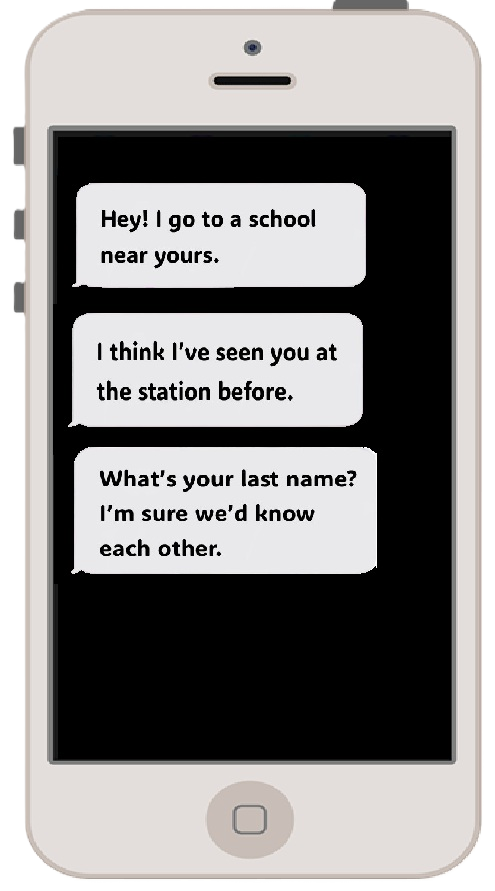 Hey! I go to a school
near yours.
I think I've seen you at
the station before.
What's your last name?
I'm sure we'd know
each other.